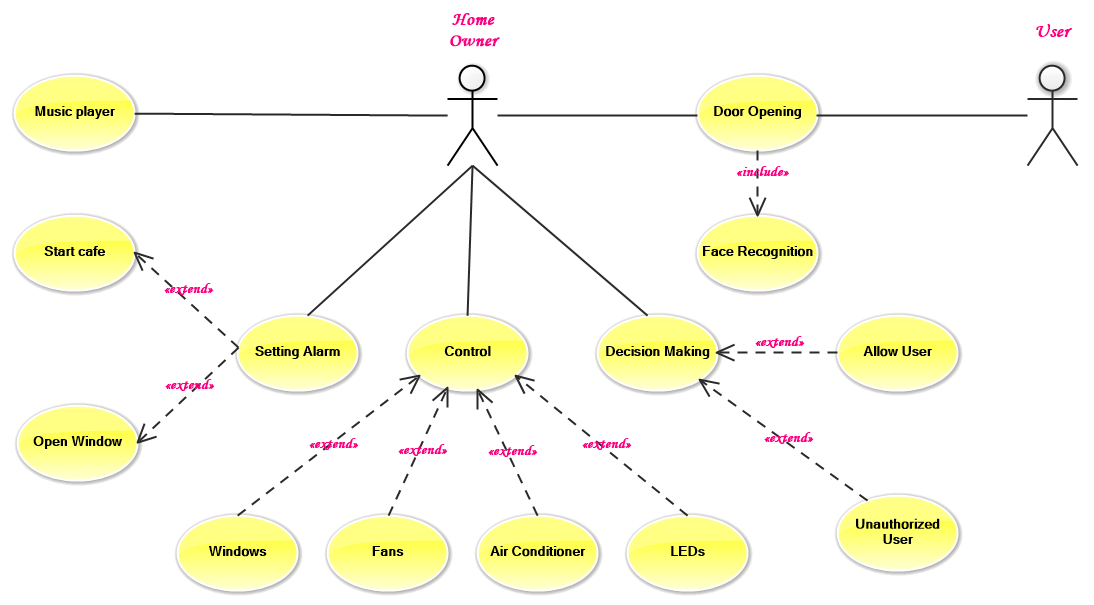 Home
Owner
User
Music player
Door Opening
«include»
Start cafe
Face Recognition
«extend»
Setting Alarm
Control
Decision Making
«extend»
Allow User
«extend»
Open Window
«extend»
«extend»
«extend»
«extend»
«extend»
Windows
Fans
Air Conditioner
LEDs
Unauthorized
User